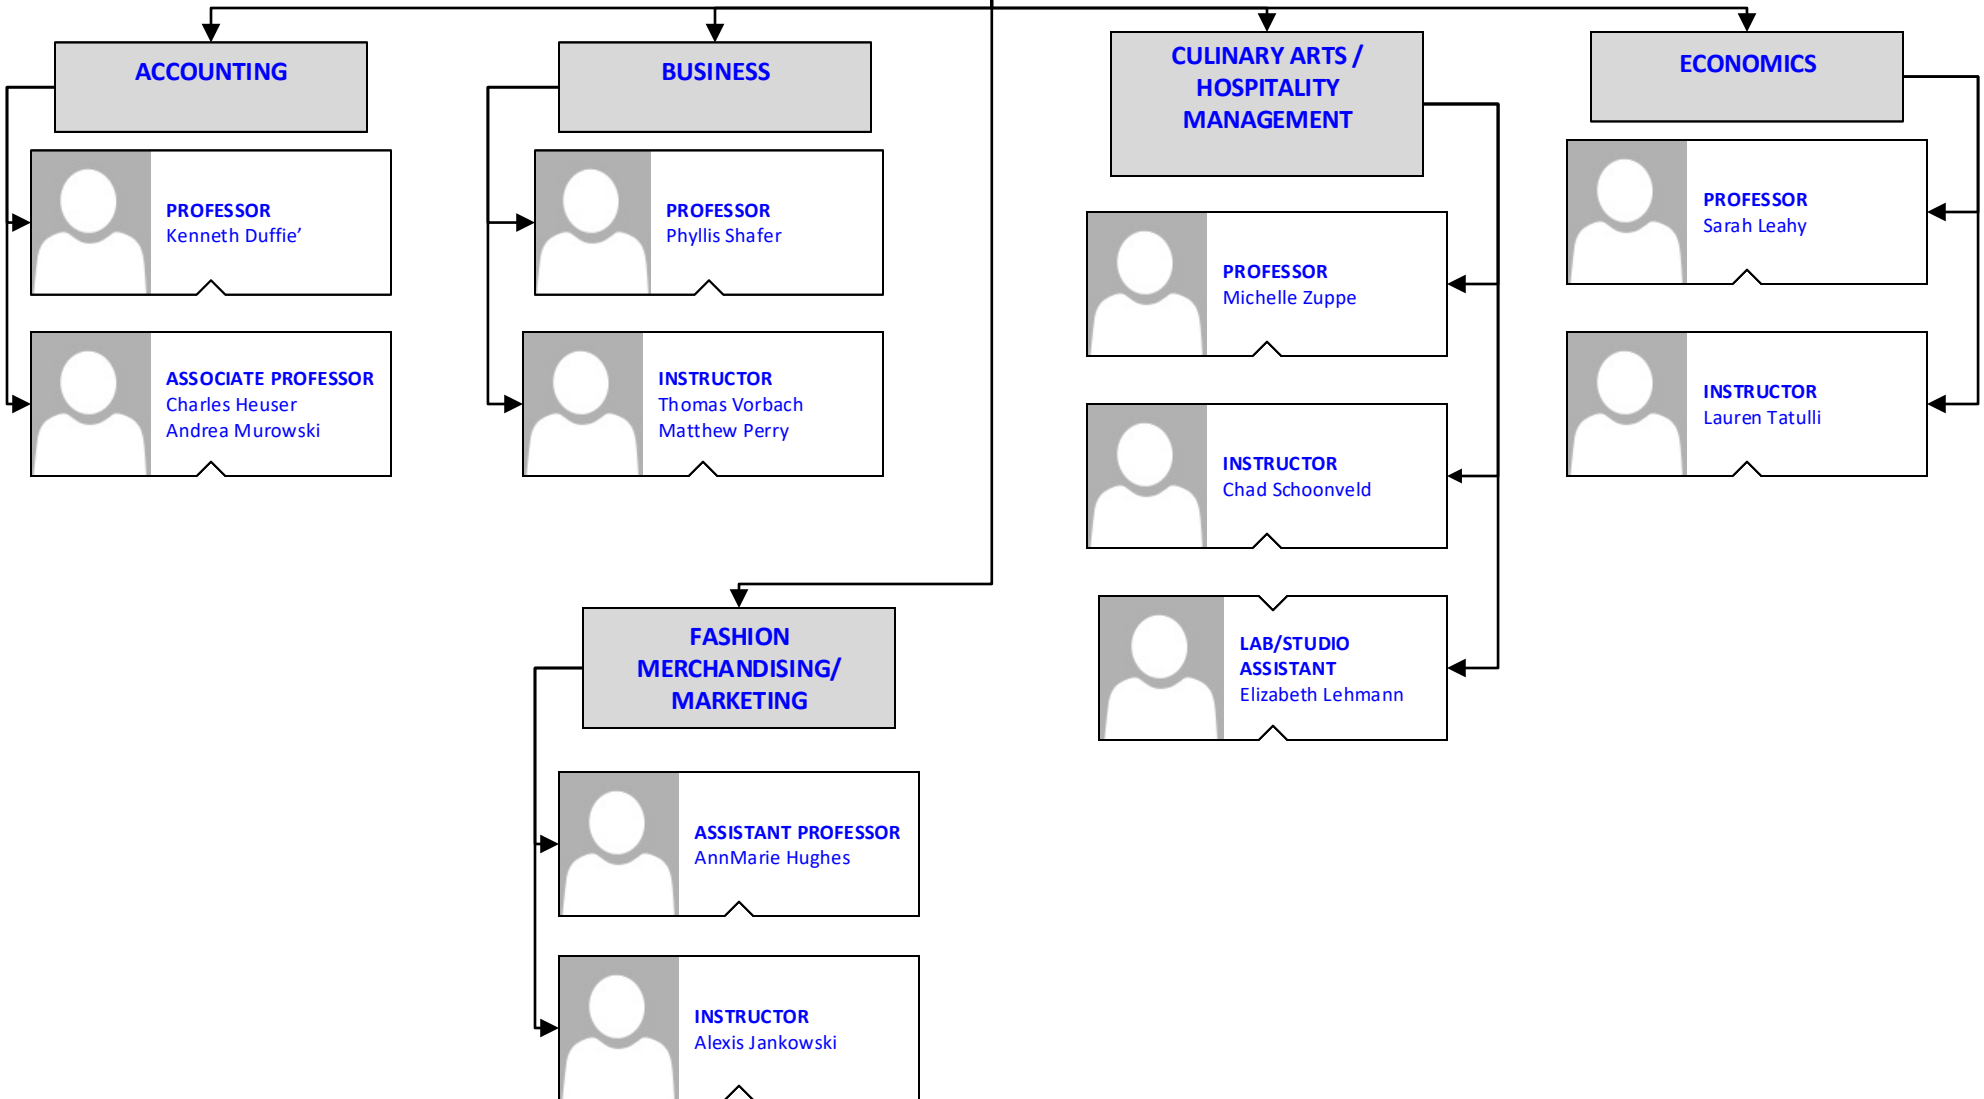 ACCOUNTING
PROFESSOR
Kenneth Duffie’
ASSOCIATE PROFESSOR
Charles Heuser
Andrea Murowski
BUSINESS
PROFESSOR
Phyllis Shafer
INSTRUCTOR
Thomas Vorbach
Matthew Perry
CULINARY ARTS /
HOSPITALITY
MANAGEMENT
PROFESSOR
Michelle Zuppe
INSTRUCTOR
Chad Schoonveld
LAB/STUDIO
ASSISTANT
Elizabeth Lehmann
ECONOMICS
PROFESSOR
Sarah Leahy
INSTRUCTOR
Lauren Tatulli
FASHION
MERCHANDISING/
MARKETING
ASSISTANT PROFESSOR
AnnMarie Hughes
INSTRUCTOR
Alexis Jankowski